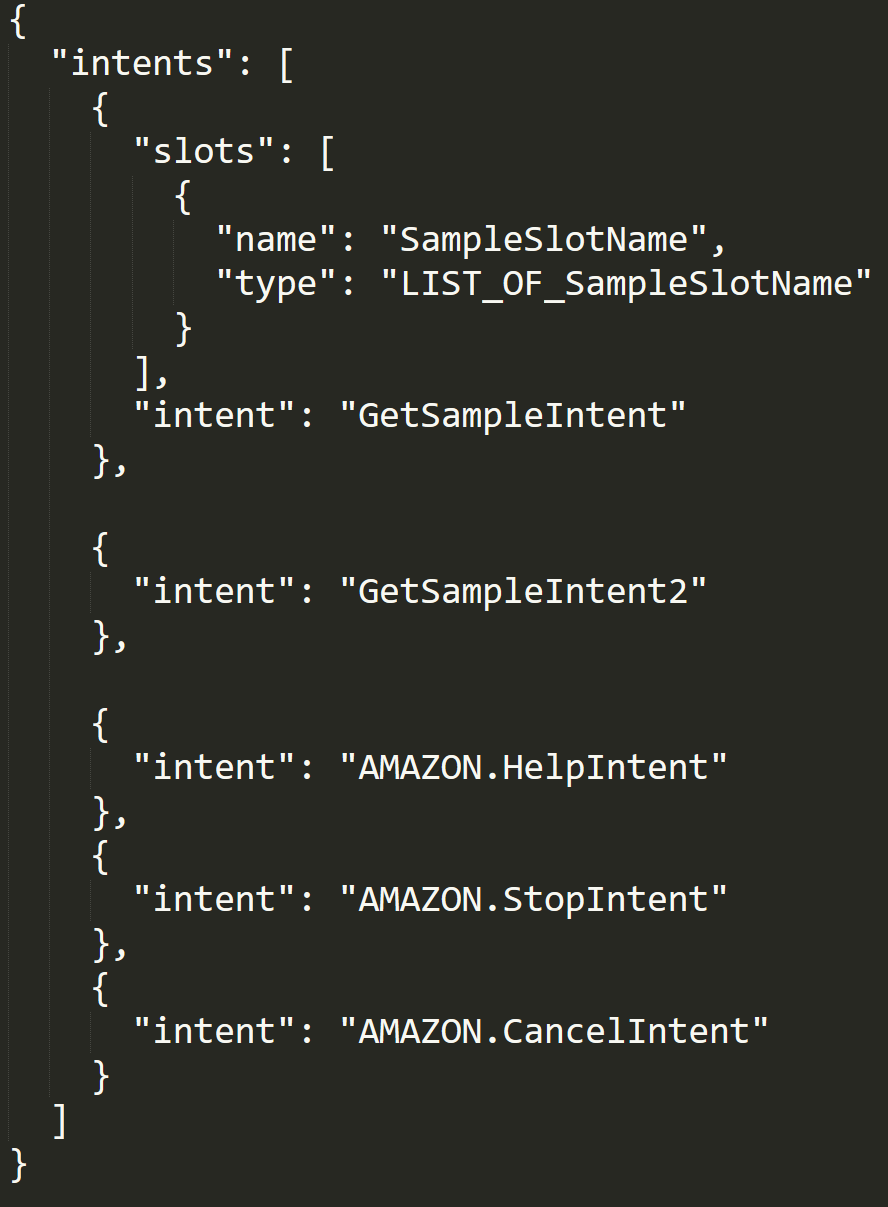 {
  "intents": [
    {
      "slots": [
        {
          "name": "SampleSlotName",
          "type": "LIST_OF_SampleSlotName"
        }
      ],
      "intent": "GetSampleIntent"
    },

    {
      "intent": "GetSampleIntent2"
    },

    {
      "intent": "AMAZON.HelpIntent"
    },
    {
      "intent": "AMAZON.StopIntent"
    },
    {
      "intent": "AMAZON.CancelIntent"
    }
  ]
}